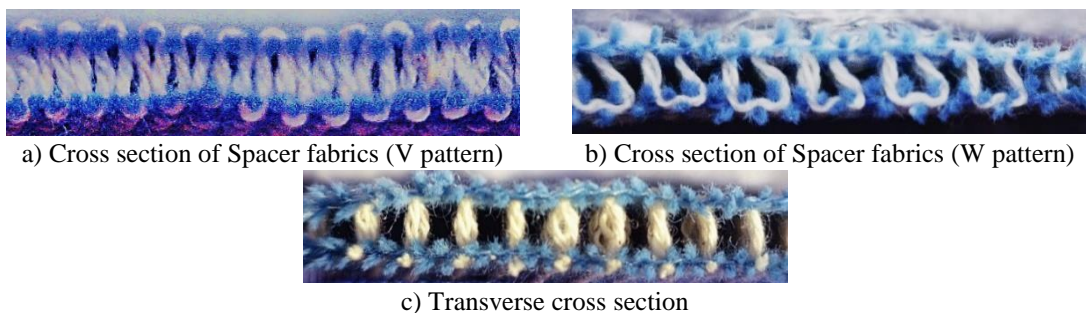 a) Cross section of Spacer fabrics (V pattern)
b) Cross section of Spacer fabrics (W pattern)
c) Transverse cross section